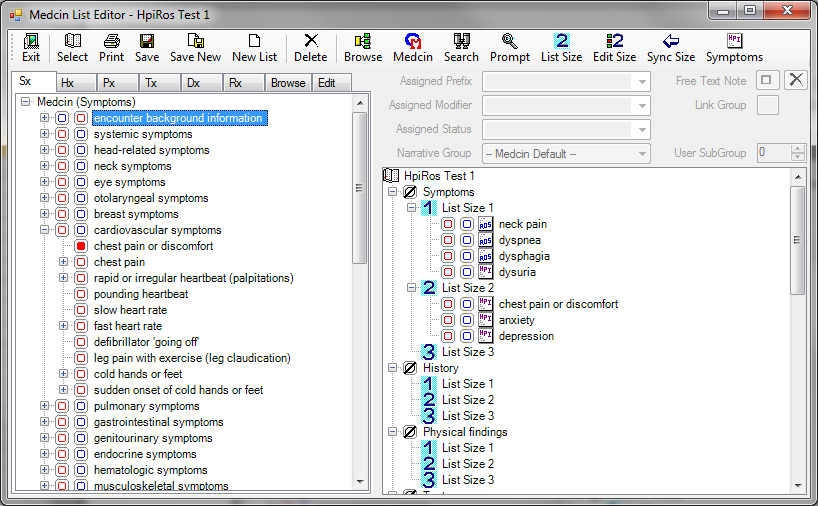 Medcin List Editor - HpiRos Test 1
Exit Select Print Save Save New New List Delete Browse Medcin Search Prompt List Size Edit Size Sync Size Symptoms
Sx Hx Px Tx Dx Rx Browse Edit
Medcin (Symptoms)
encounter background information
systemic symptoms
head-related symptoms
neck symptoms
eye symptoms
otolaryngeal symptoms
breast symptoms
cardiovascular symptoms
chest pain or discomfort
chest pain
rapid or irregular heartbeat (palpitations)
pounding heartbeat
slow heart rate
fast heart rate
defibrillator 'going off'
leg pain with exercise (leg claudication)
cold hands or feet
sudden onset of cold hands or feet
pulmonary symptoms
gastrointestinal symptoms
genitourinary symptoms
endocrine symptoms
hematologic symptoms
musculoskeletal symptoms
Assigned Prefix Free Text Note
Assigned Modifier Link Group
Assigned Status
Narrative Group -- Medcin Default -- User SubGroup 0
HpiRos Test 1
Symptoms
1 List Size 1
ROS neck pain
ROS dyspnea
ROS dysphagia
HPI dysuria
2 List Size 2
HPI chest pain or discomfort
HPI anxiety
HPI depression
3 List Size 3
History
1 List Size 1
2 List Size 2
3 List Size 3
Physical findings
1 List Size 1
2 List Size 2
3 List Size 3